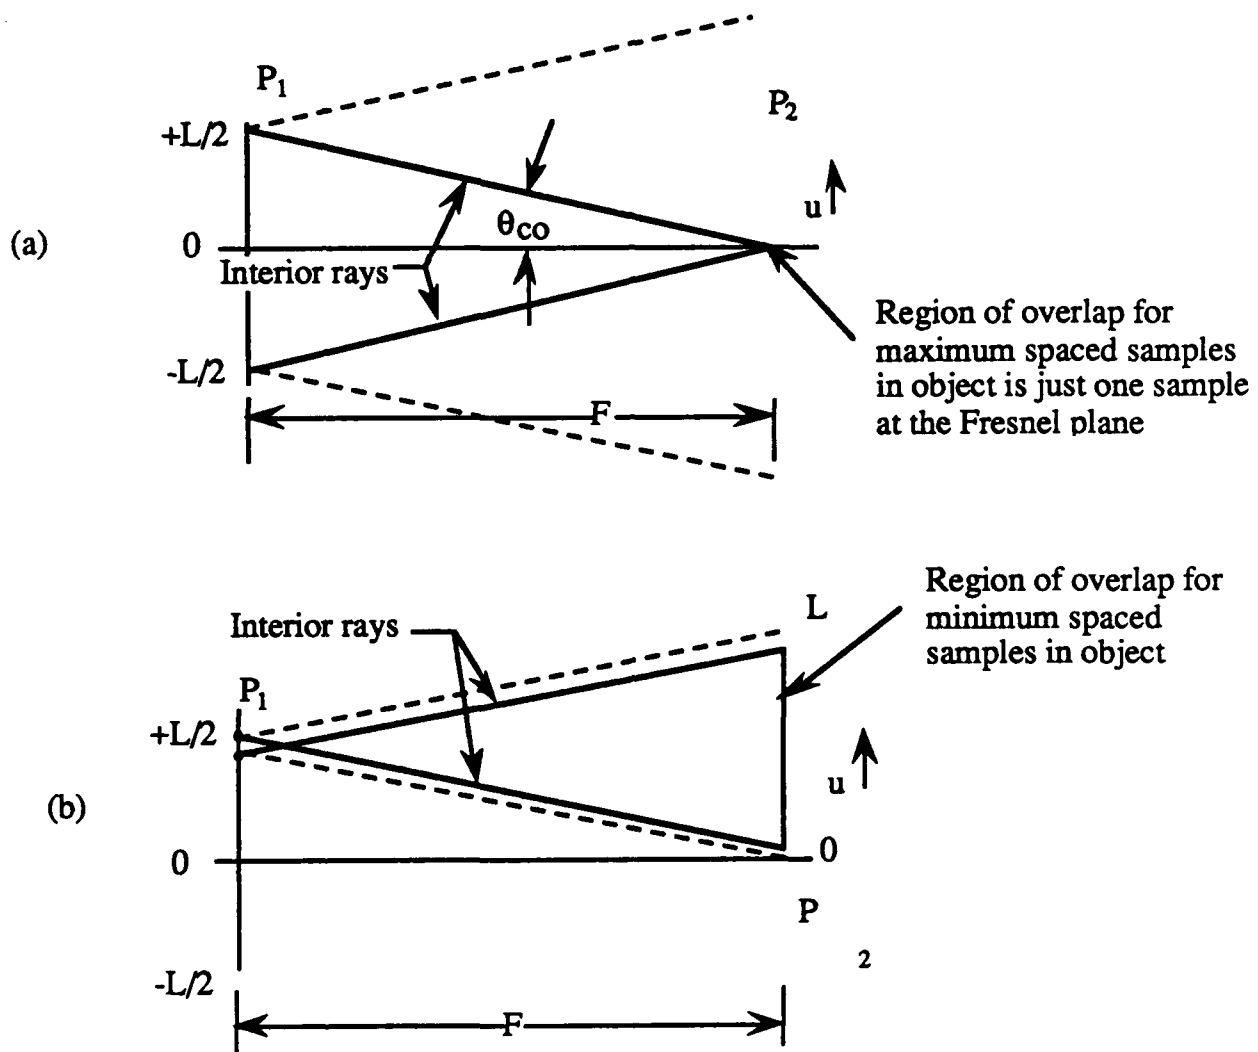 P1
P2
+L/2
u
θCO
(a)
0
Interior rays
Region of overlap for
maximum spaced samples
in object is just one sample
at the Fresnel plane
-L/2
F
Region of overlap for
minimum spaced
samples in object
L
Interior rays
P1
+L/2
u
(b)
0
0
P
2
-L/2
F